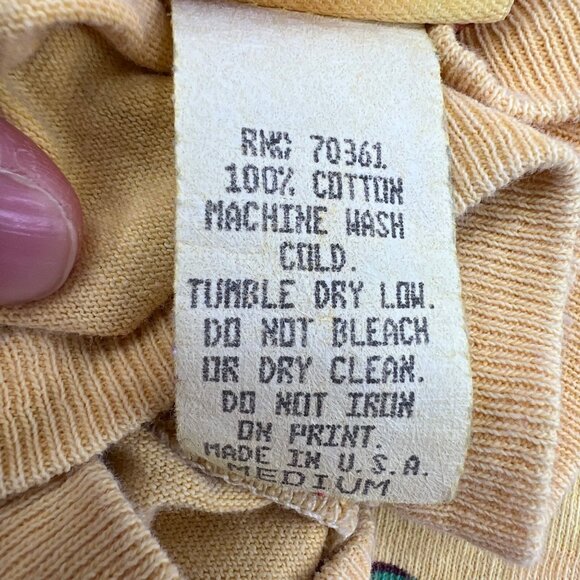 RN# 70361
100% COTTON
MACHINE WASH
COLD.
TUMBLE DRY LOW.
DO NOT BLEACH
OR DRY CLEAN.
DO NOT IRON
ON PRINT.
MADE IN U.S.A.
MEDIUM